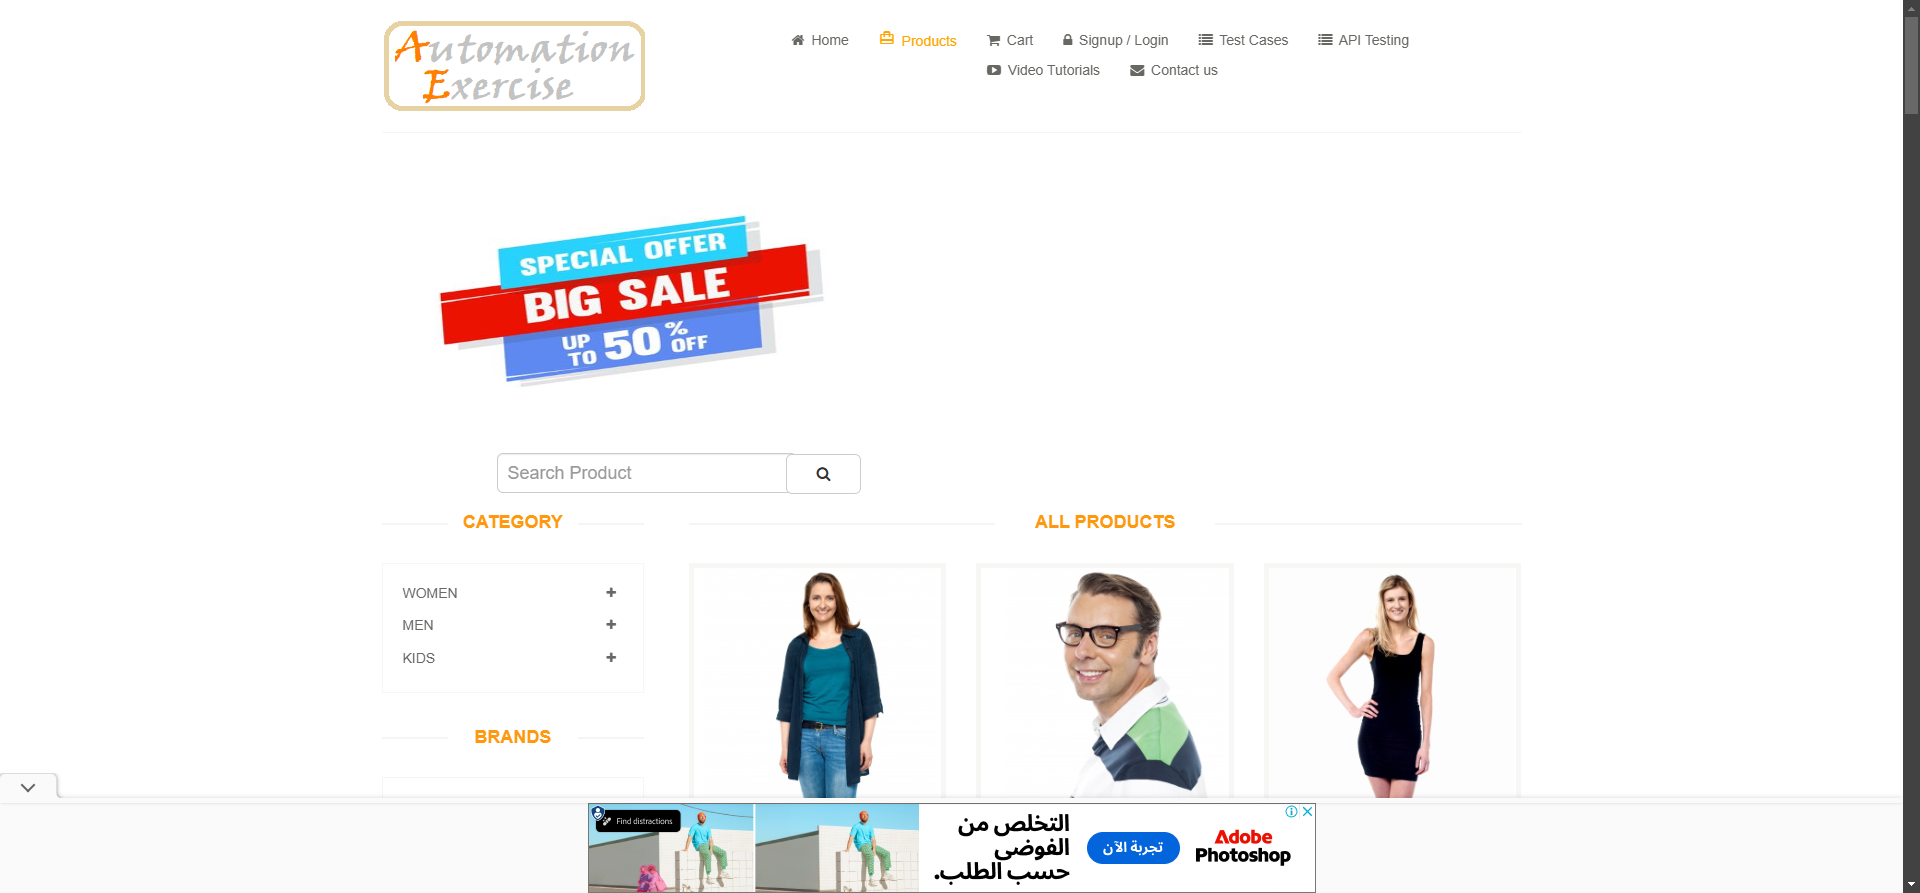 Automation
Exercise
Home
Products
Cart
Signup / Login
Test Cases
API Testing
Video Tutorials
Contact us
SPECIAL OFFER
BIG SALE
UP TO 50% OFF
Search Product
CATEGORY
ALL PRODUCTS
WOMEN
MEN
KIDS
BRANDS
Find distractions
التخلص من
الفوضى
حسب الطلب.
تجربة الآن
Adobe
Photoshop